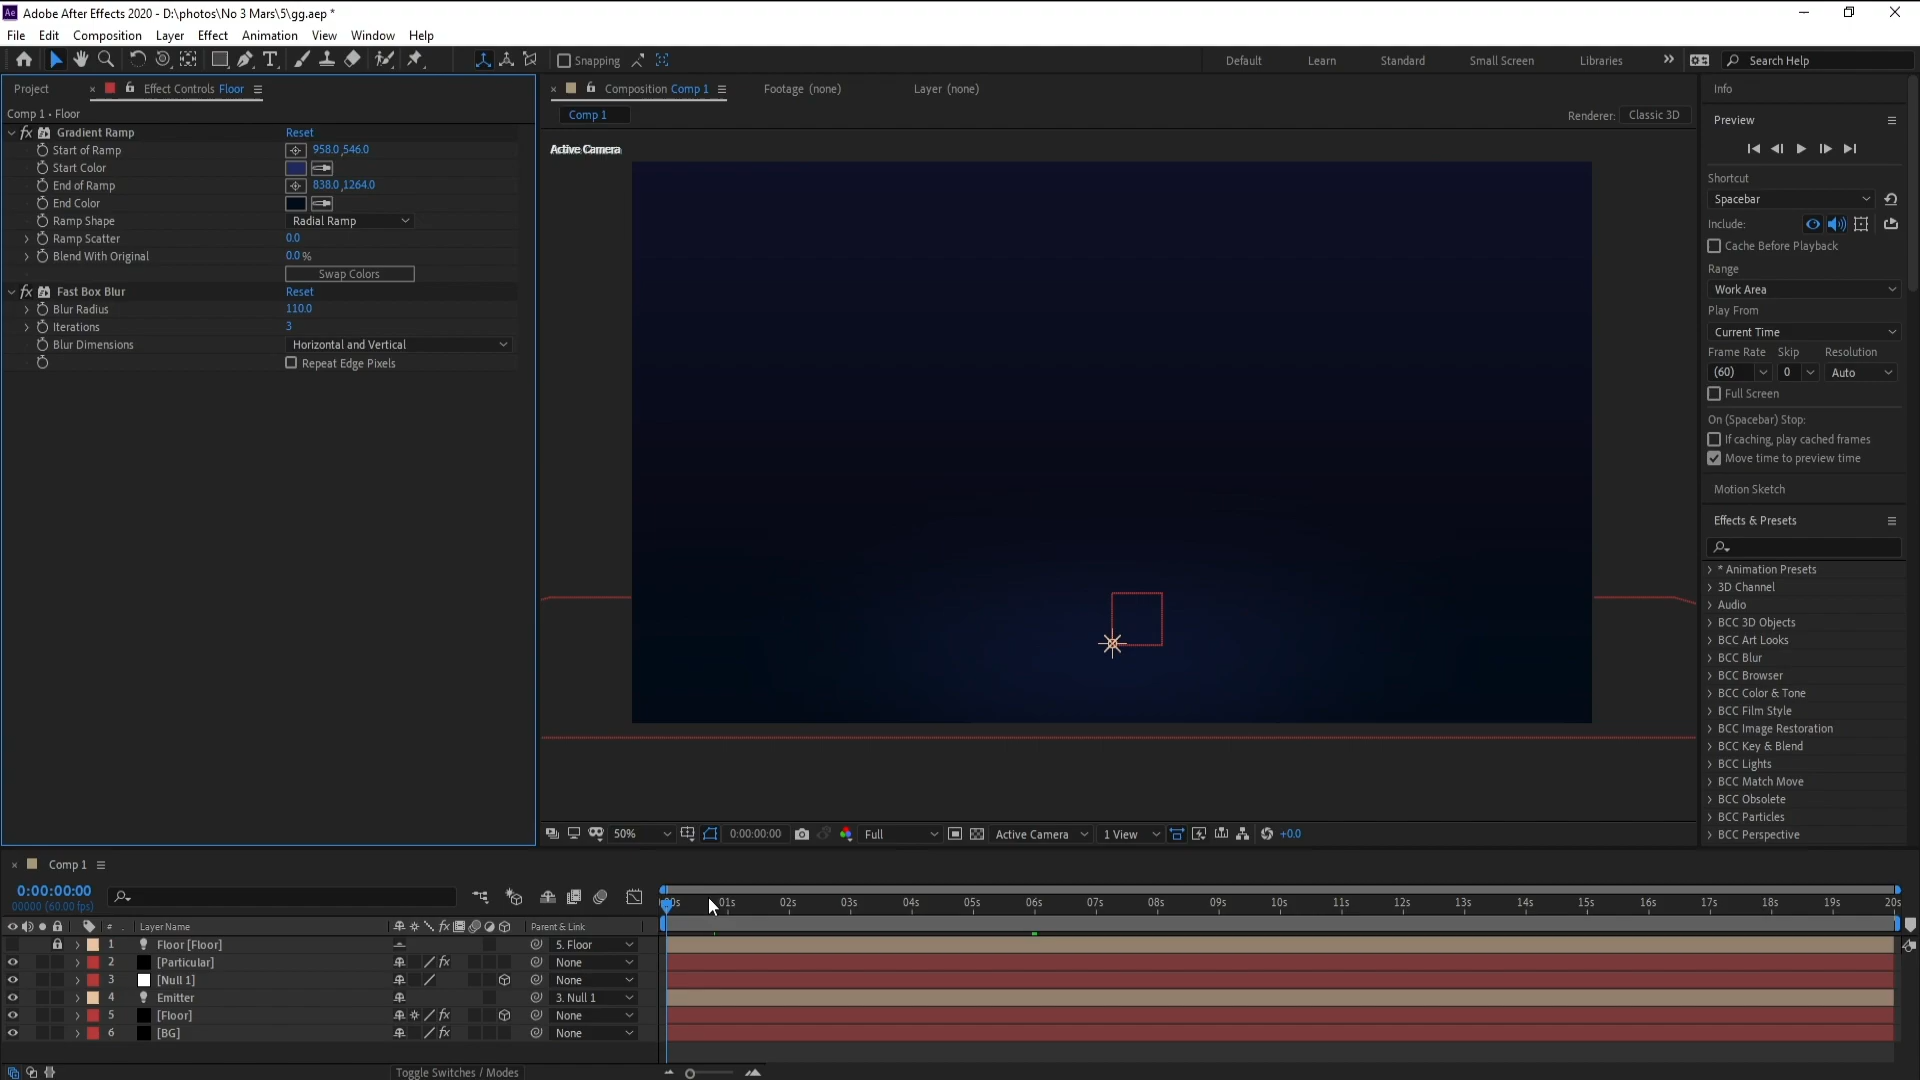 Adobe After Effects 2020 - D:\photos\No 3 Mars\5\gg.aep *
File Edit Composition Layer Effect Animation View Window Help
Snapping
Default Learn Standard Small Screen Libraries Search Help
Project Effect Controls Floor
Comp 1 • Floor
Gradient Ramp Reset
Start of Ramp 958.0,546.0
Start Color
End of Ramp 838.0,1264.0
End Color
Ramp Shape Radial Ramp
Ramp Scatter 0.0
Blend With Original 0.0 %
Swap Colors
Fast Box Blur Reset
Blur Radius 110.0
Iterations 3
Blur Dimensions Horizontal and Vertical
Repeat Edge Pixels
Composition Comp 1 Footage (none) Layer (none)
Comp 1 Renderer: Classic 3D
Active Camera
50% 0:00:00:00 Full Active Camera 1 View +0.0
Info
Preview
Shortcut
Spacebar
Include:
Cache Before Playback
Range
Work Area
Play From
Current Time
Frame Rate Skip Resolution
(60) 0 Auto
Full Screen
On (Spacebar) Stop:
If caching, play cached frames
Move time to preview time
Motion Sketch
Effects & Presets
* Animation Presets
3D Channel
Audio
BCC 3D Objects
BCC Art Looks
BCC Blur
BCC Browser
BCC Color & Tone
BCC Film Style
BCC Image Restoration
BCC Key & Blend
BCC Lights
BCC Match Move
BCC Obsolete
BCC Particles
BCC Perspective
Comp 1
0:00:00:00
00000 (60.00 fps)
00s 01s 02s 03s 04s 05s 06s 07s 08s 09s 10s 11s 12s 13s 14s 15s 16s 17s 18s 19s 20s
# Layer Name Parent & Link
1 Floor [Floor] 5. Floor
2 [Particular] None
3 [Null 1] None
4 Emitter 3. Null 1
5 [Floor] None
6 [BG] None
Toggle Switches / Modes